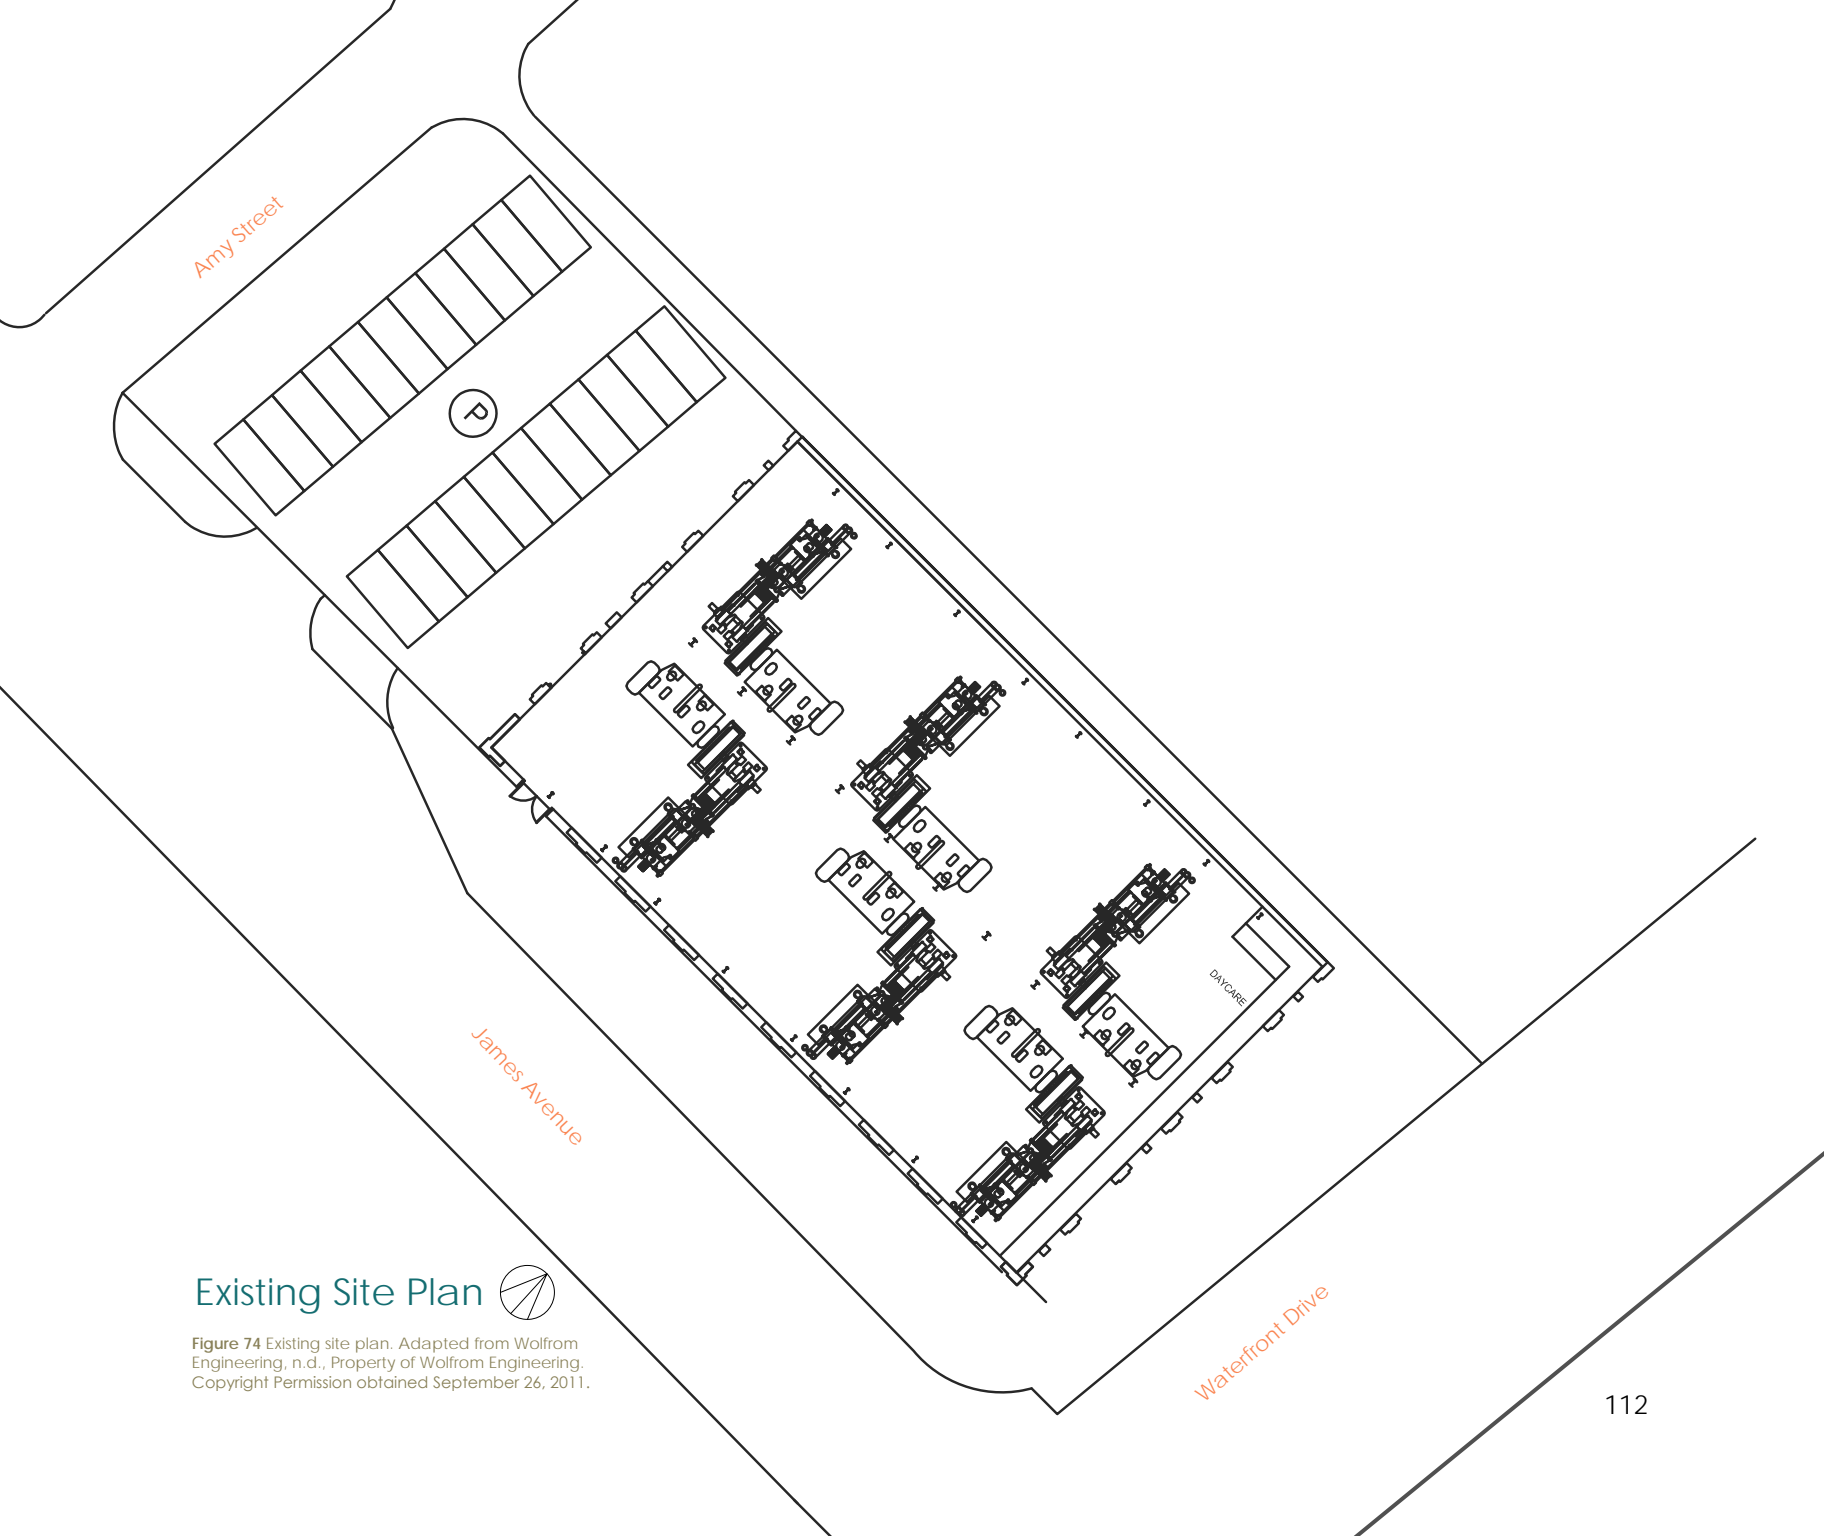 Amy Street
P
DAYCARE
James Avenue
Existing Site Plan
Figure 74 Existing site plan. Adapted from Wolfrom
Engineering, n.d., Property of Wolfrom Engineering.
Copyright Permission obtained September 26, 2011.
Waterfront Drive
112